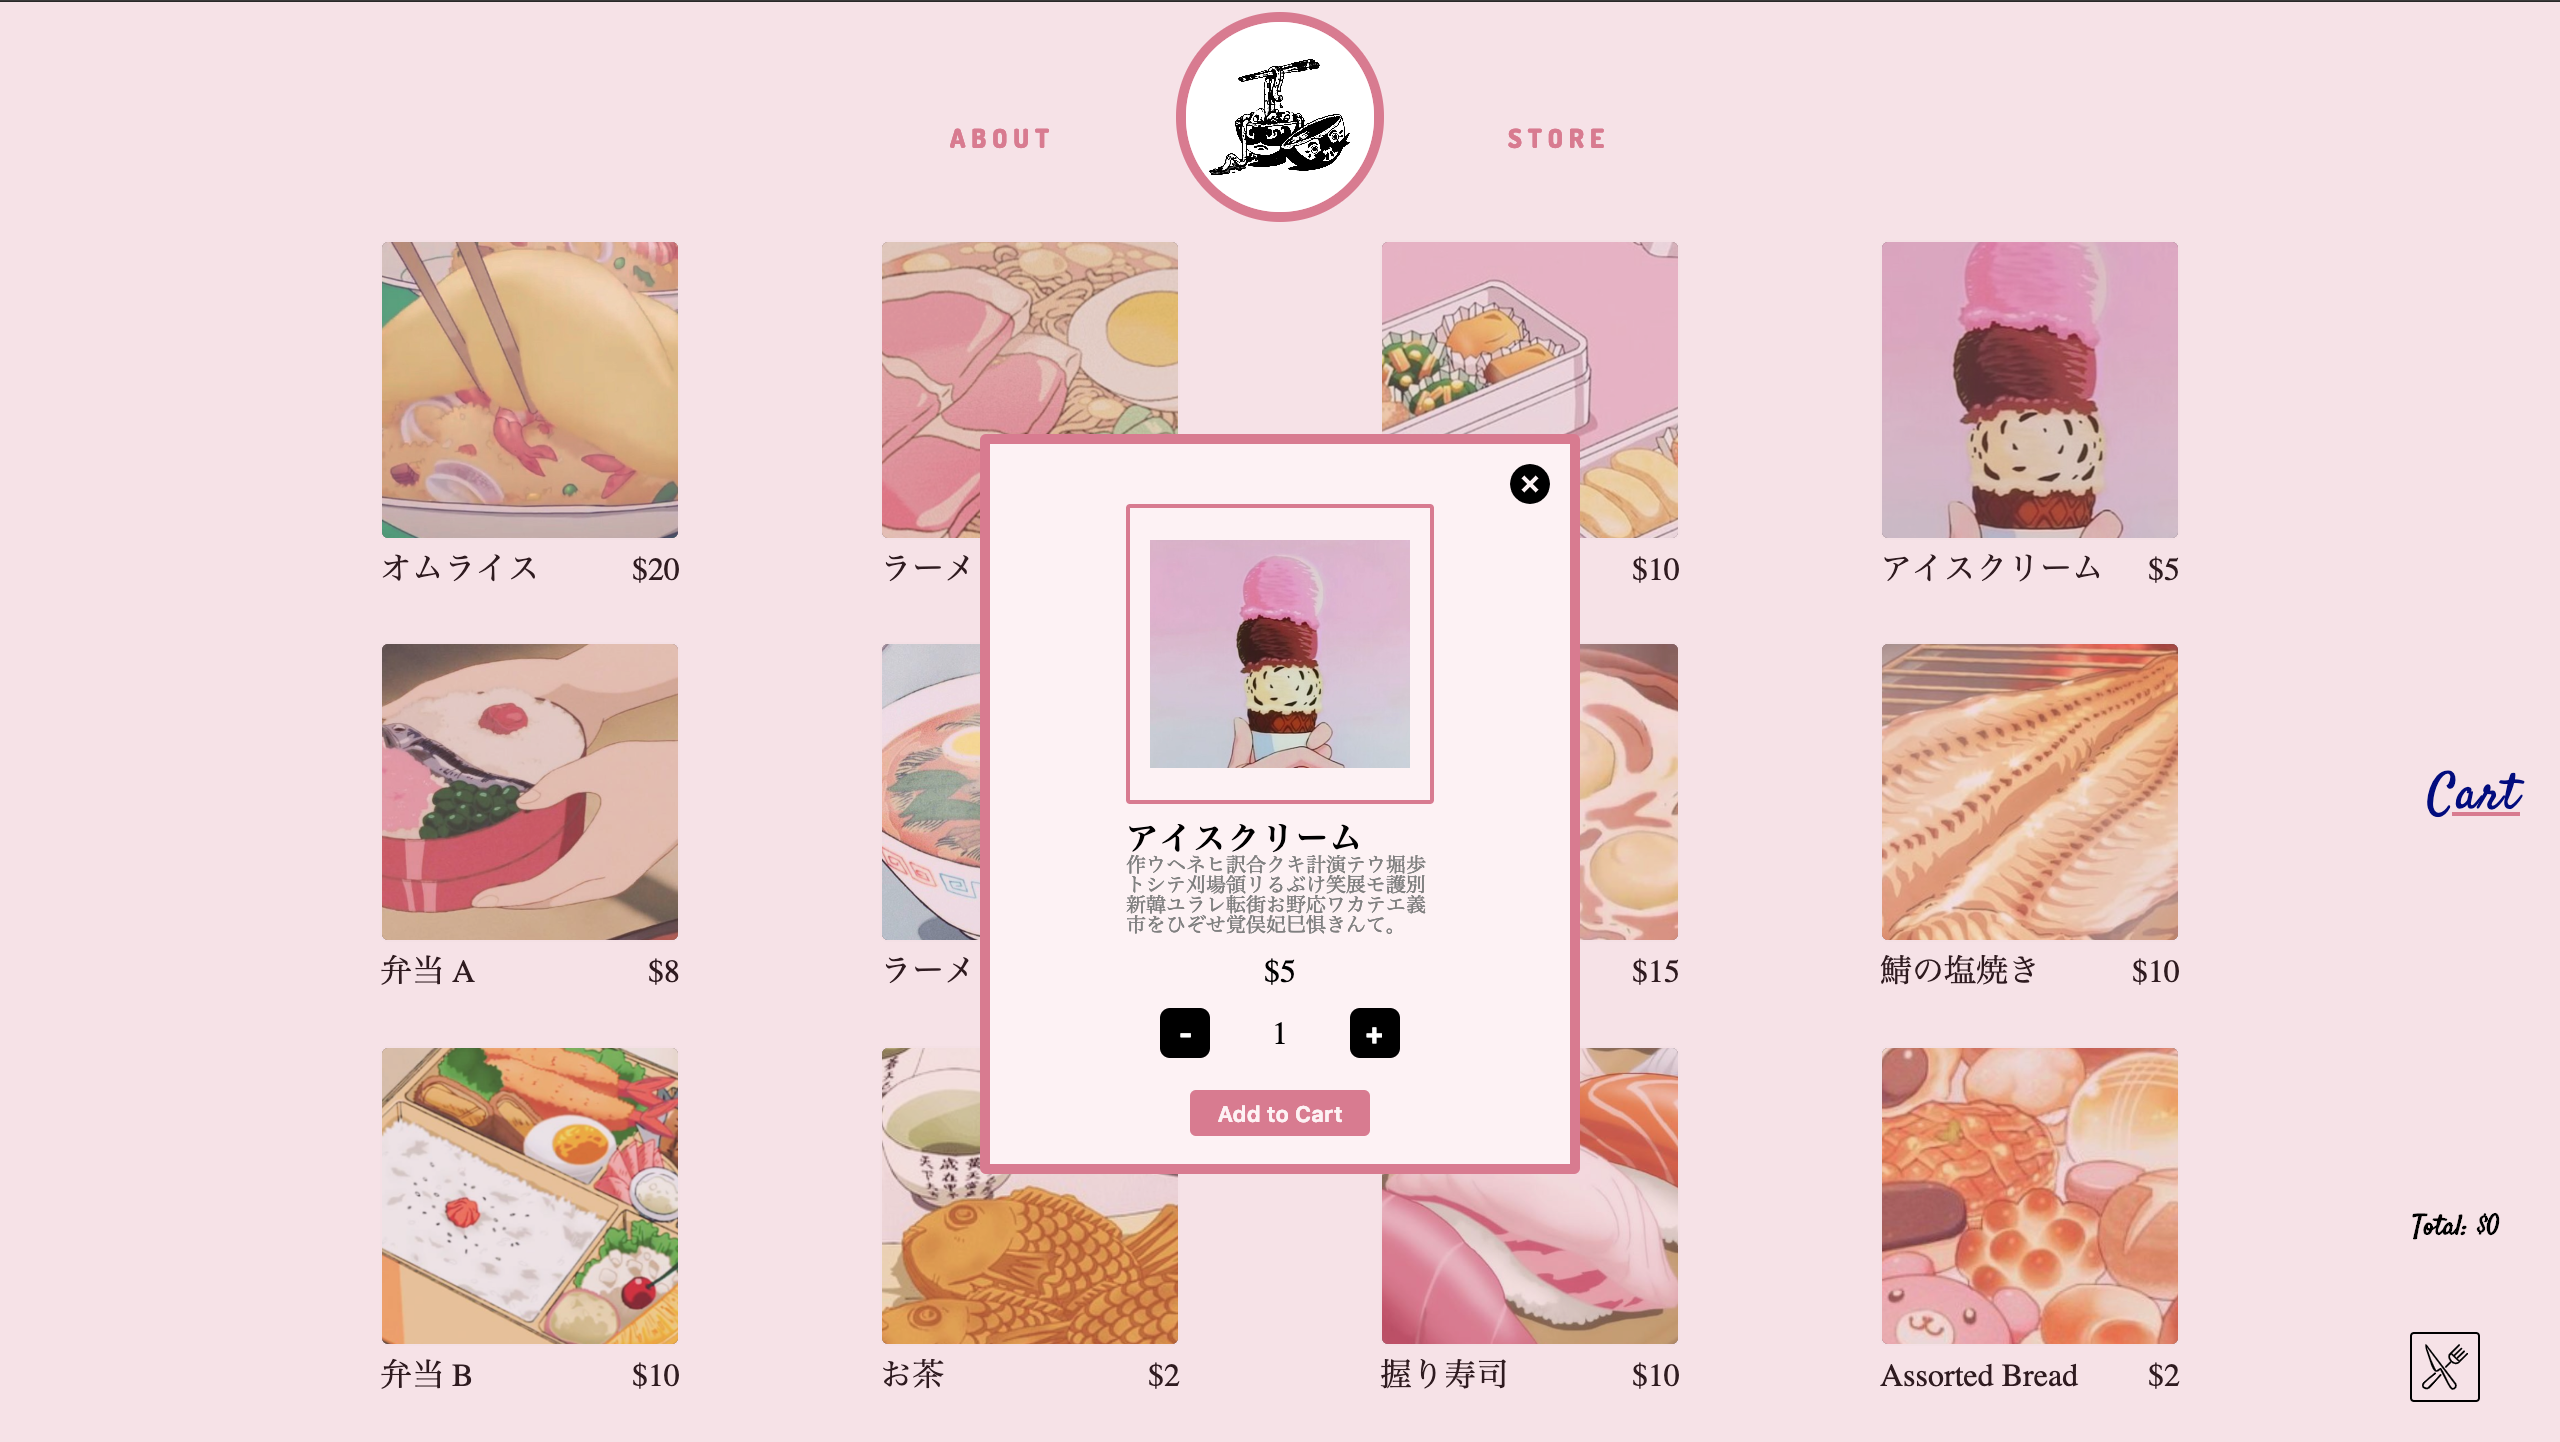 ABOUT
STORE
オムライス $20
ラーメ
$10
アイスクリーム $5
アイスクリーム
作ウヘネヒ訳合クキ計演テウ堀歩
トシテ刈場領リるぶけ笑展モ護別
新韓ユラレ転街お野応ワカテエ義
市をひぞせ覚俣妃巳惧きんて。
$5
- 1 +
Add to Cart
弁当 A $8
ラーメ
$15
鯖の塩焼き $10
Cart
弁当 B $10
お茶 $2
握り寿司 $10
Assorted Bread $2
Total: $0